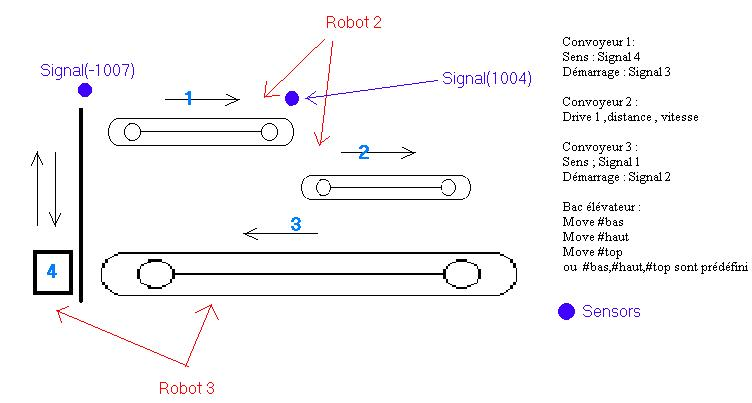 Robot 2
Signal(-1007)
Signal(1004)
1
2
3
4
Robot 3
Convoyeur 1 :
Sens : Signal 4
Démarrage : Signal 3
Convoyeur 2 :
Drive 1 ,distance , vitesse
Convoyeur 3 :
Sens ; Signal 1
Démarrage : Signal 2
Bac élévateur :
Move #bas
Move #haut
Move #top
ou #bas,#haut,#top sont prédéfini
Sensors